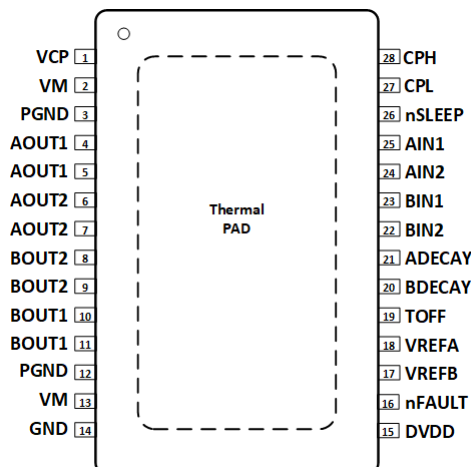 VCP 1
VM 2
PGND 3
AOUT1 4
AOUT1 5
AOUT2 6
AOUT2 7
BOUT2 8
BOUT2 9
BOUT1 10
BOUT1 11
PGND 12
VM 13
GND 14
Thermal
PAD
28 CPH
27 CPL
26 nSLEEP
25 AIN1
24 AIN2
23 BIN1
22 BIN2
21 ADECAY
20 BDECAY
19 TOFF
18 VREFA
17 VREFB
16 nFAULT
15 DVDD